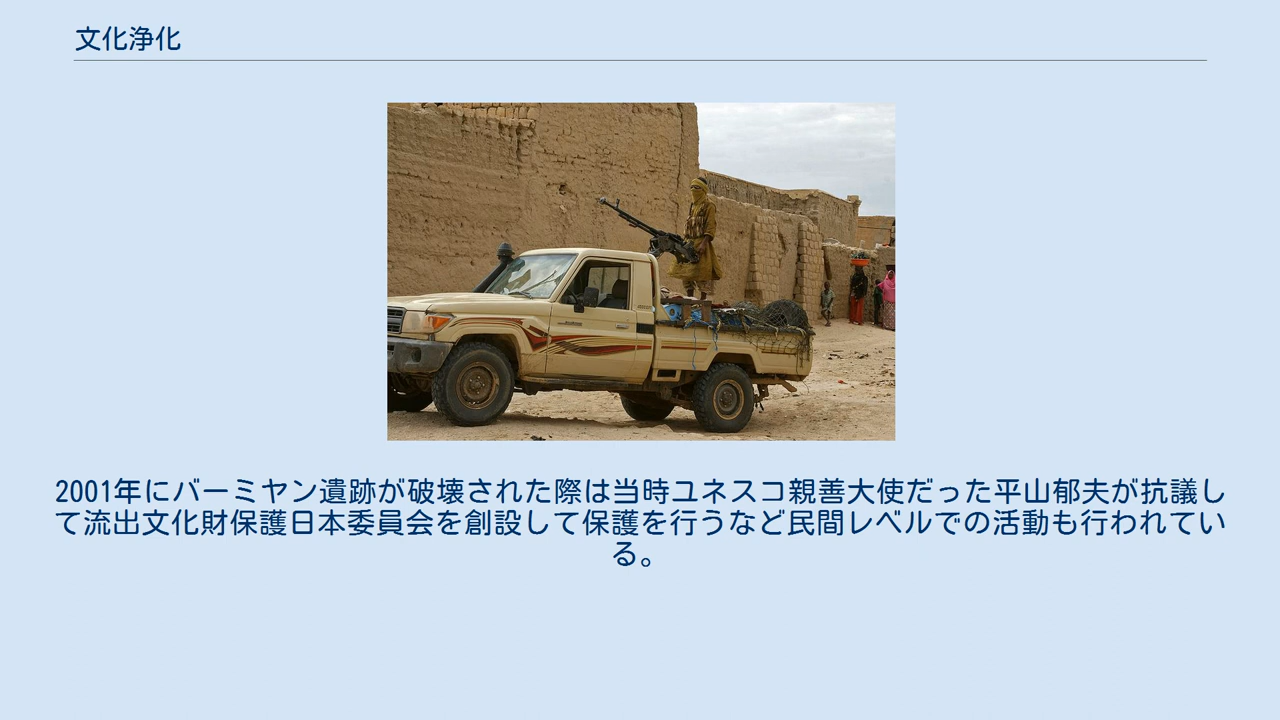 文化浄化
2001年にバーミヤン遺跡が破壊された際は当時ユネスコ親善大使だった平山郁夫が抗議し
て流出文化財保護日本委員会を創設して保護を行うなど民間レベルでの活動も行われてい
る。